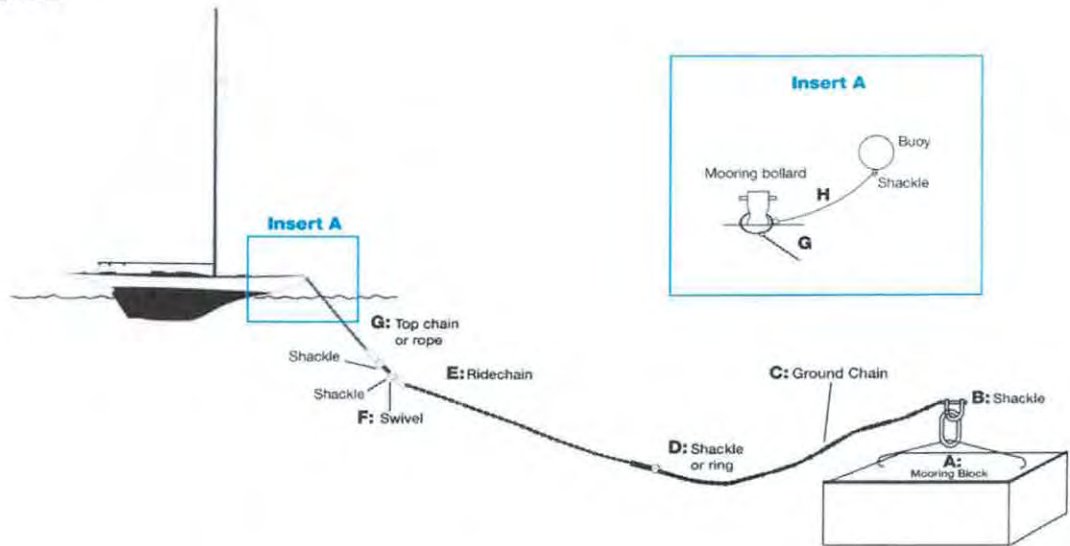 Insert A
Buoy
Mooring bollard
Shackle
H
G
Insert A
G: Top chain
or rope
Shackle
E: Ridechain
C: Ground Chain
Shackle
B: Shackle
F: Swivel
D: Shackle
or ring
A:
Mooring Block